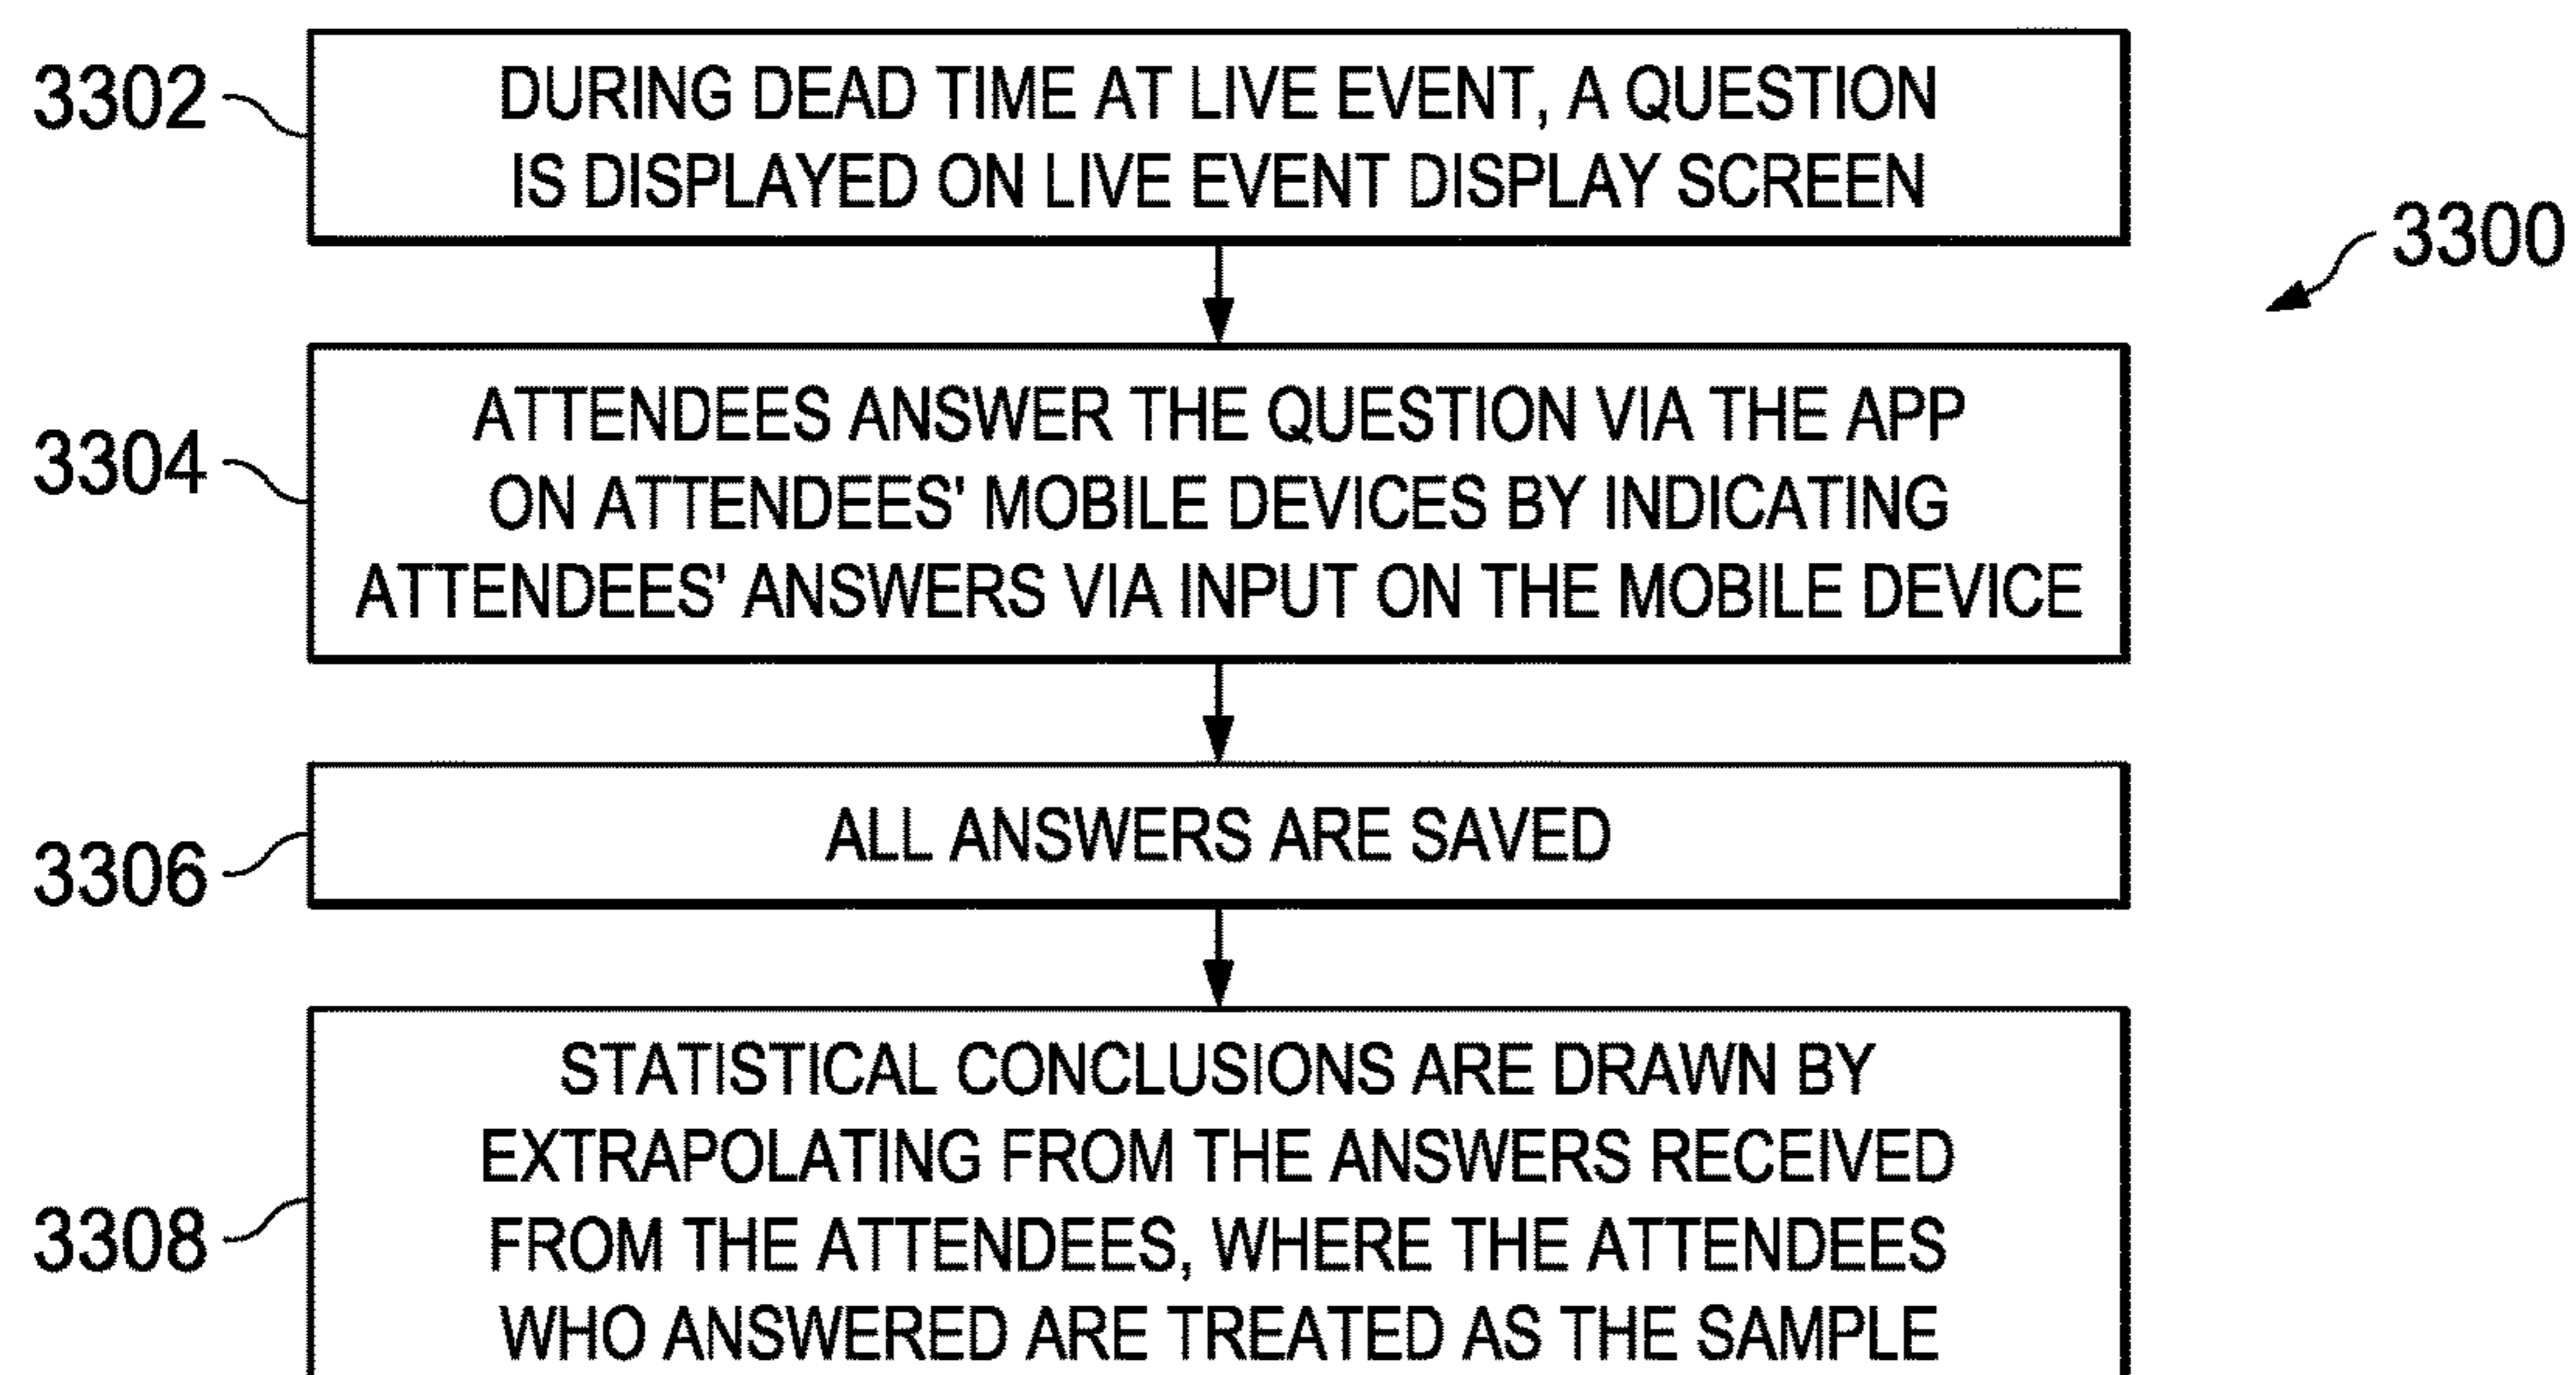 3302
DURING DEAD TIME AT LIVE EVENT, A QUESTION
IS DISPLAYED ON LIVE EVENT DISPLAY SCREEN
3300
3304
ATTENDEES ANSWER THE QUESTION VIA THE APP
ON ATTENDEES' MOBILE DEVICES BY INDICATING
ATTENDEES' ANSWERS VIA INPUT ON THE MOBILE DEVICE
3306
ALL ANSWERS ARE SAVED
3308
STATISTICAL CONCLUSIONS ARE DRAWN BY
EXTRAPOLATING FROM THE ANSWERS RECEIVED
FROM THE ATTENDEES, WHERE THE ATTENDEES
WHO ANSWERED ARE TREATED AS THE SAMPLE